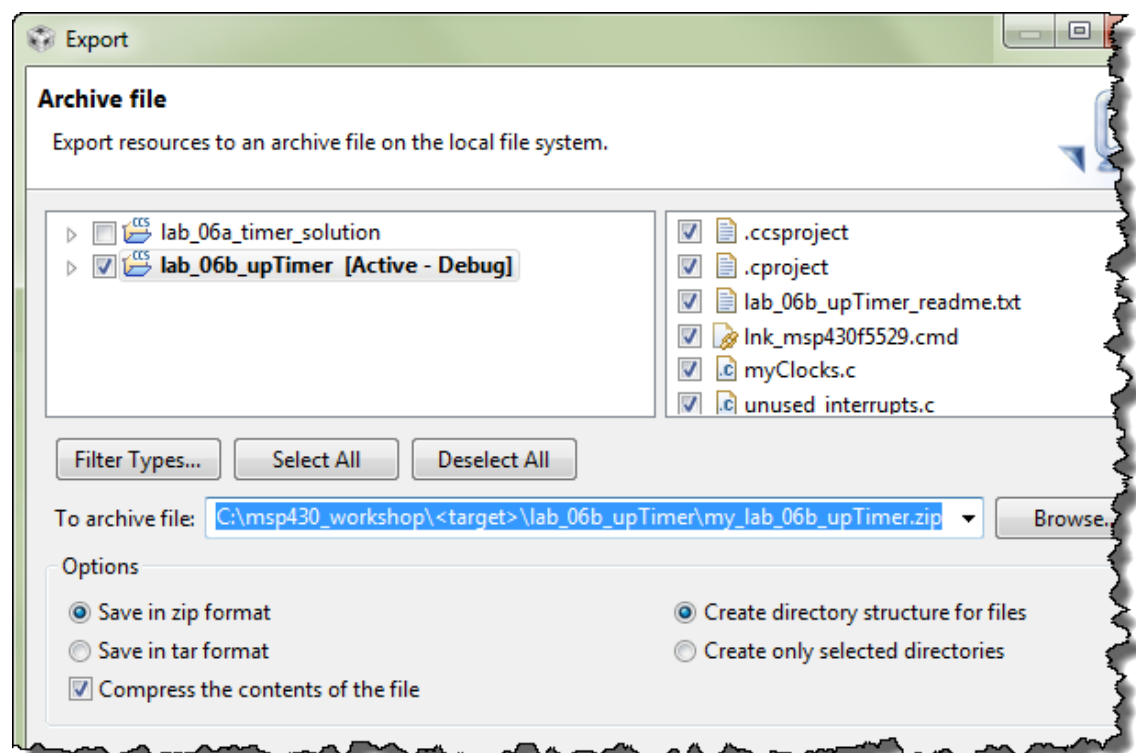 Export
Archive file
Export resources to an archive file on the local file system.
CCS lab_06a_timer_solution
CCS lab_06b_upTimer [Active - Debug]
.ccsproject
.cproject
lab_06b_upTimer_readme.txt
lnk_msp430f5529.cmd
.c myClocks.c
.c unused_interrupts.c
Filter Types... Select All Deselect All
To archive file: C:\msp430_workshop\<target>\lab_06b_upTimer\my_lab_06b_upTimer.zip Browse..
Options
Save in zip format
Save in tar format
Compress the contents of the file
Create directory structure for files
Create only selected directories